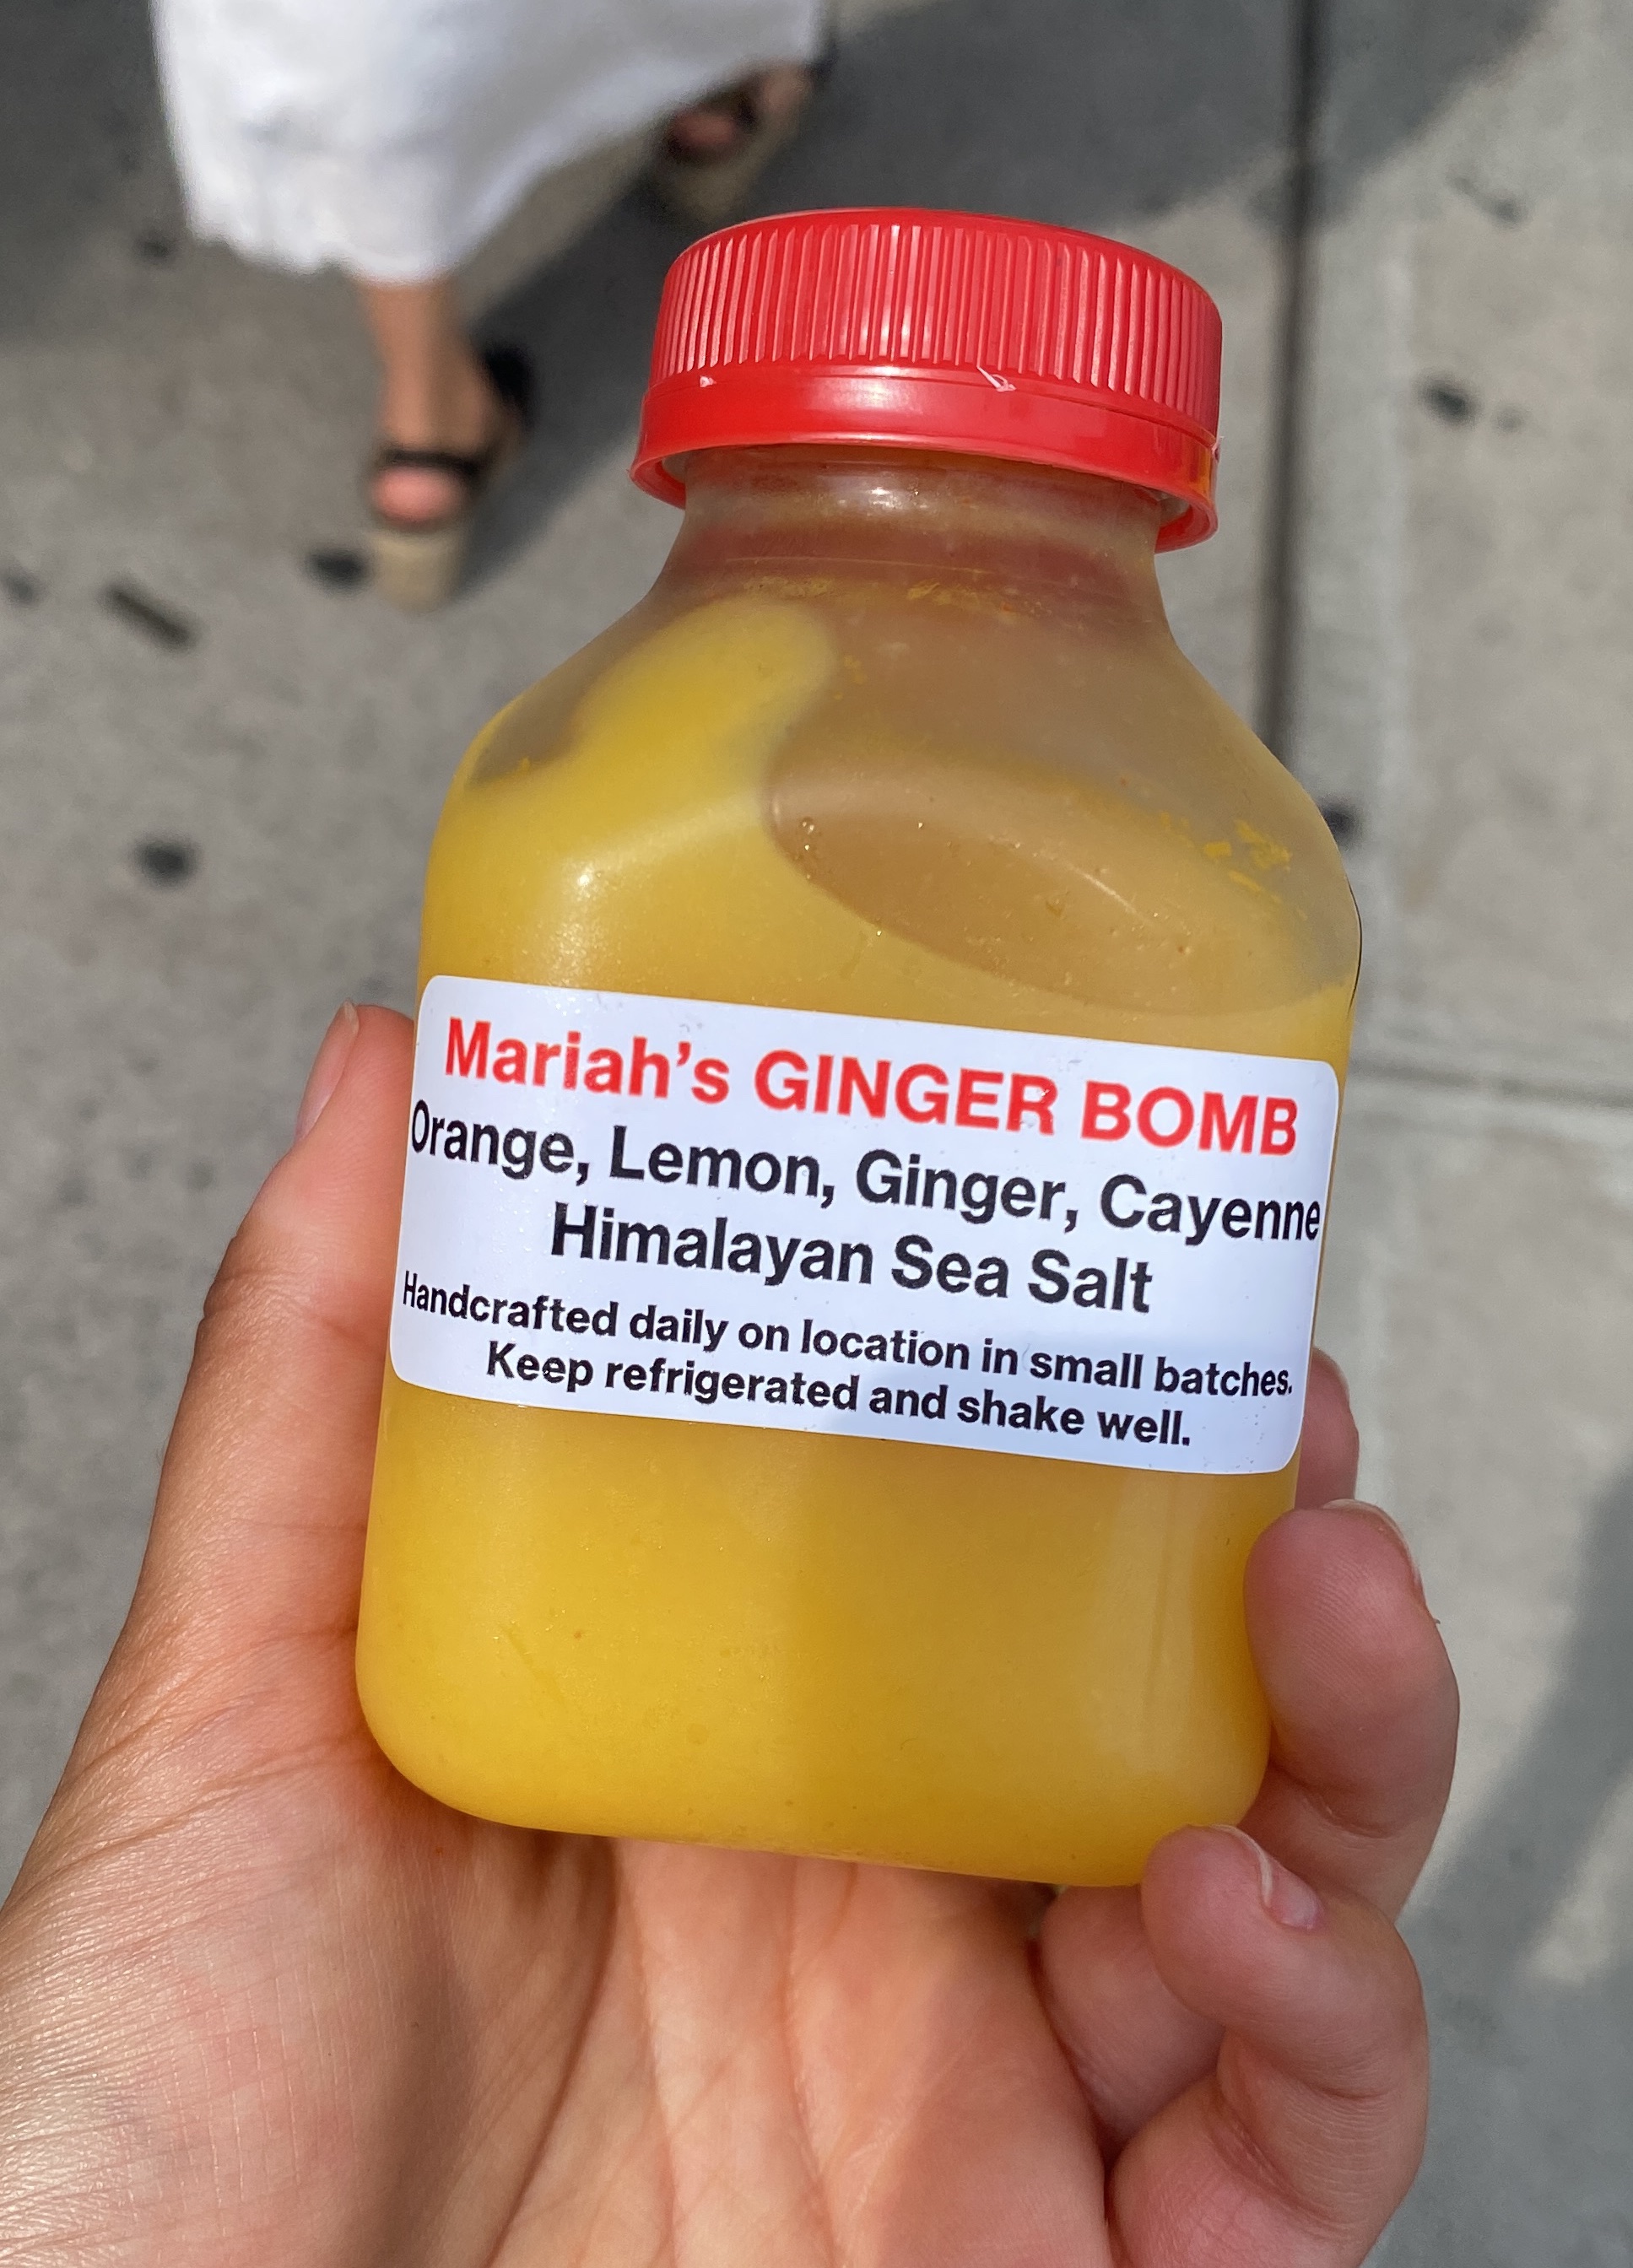 Mariah's GINGER BOMB
Orange, Lemon, Ginger, Cayenne
Himalayan Sea Salt
Handcrafted daily on location in small batches.
Keep refrigerated and shake well.